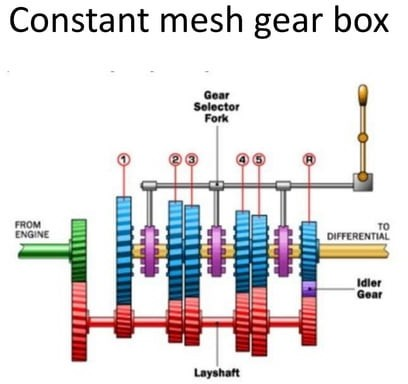 Constant mesh gear box
Gear
Selector
Fork
1 2 3 4 5 R
FROM
ENGINE
TO
DIFFERENTIAL
Idler
Gear
Layshaft